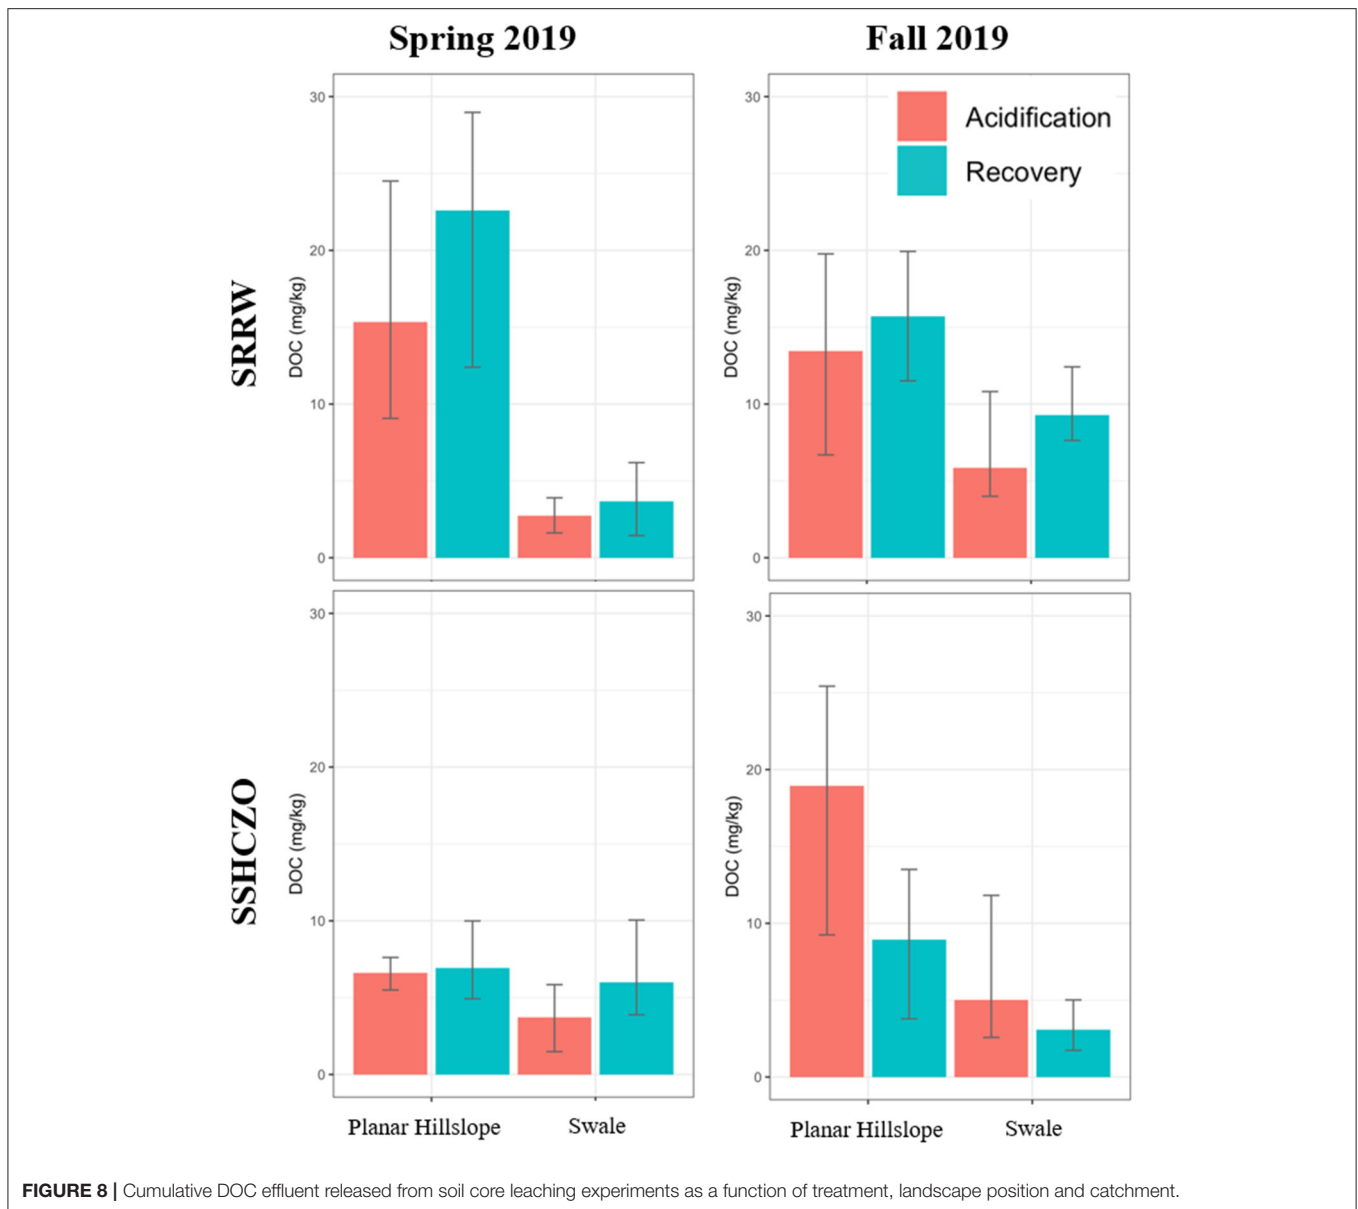 Spring 2019
Fall 2019
SRRW
DOC (mg/kg)
30
20
10
0
DOC (mg/kg)
30
20
10
0
Acidification
Recovery
SSHCZO
DOC (mg/kg)
30
20
10
0
Planar Hillslope
Swale
DOC (mg/kg)
30
20
10
0
Planar Hillslope
Swale
FIGURE 8 | Cumulative DOC effluent released from soil core leaching experiments as a function of treatment, landscape position and catchment.